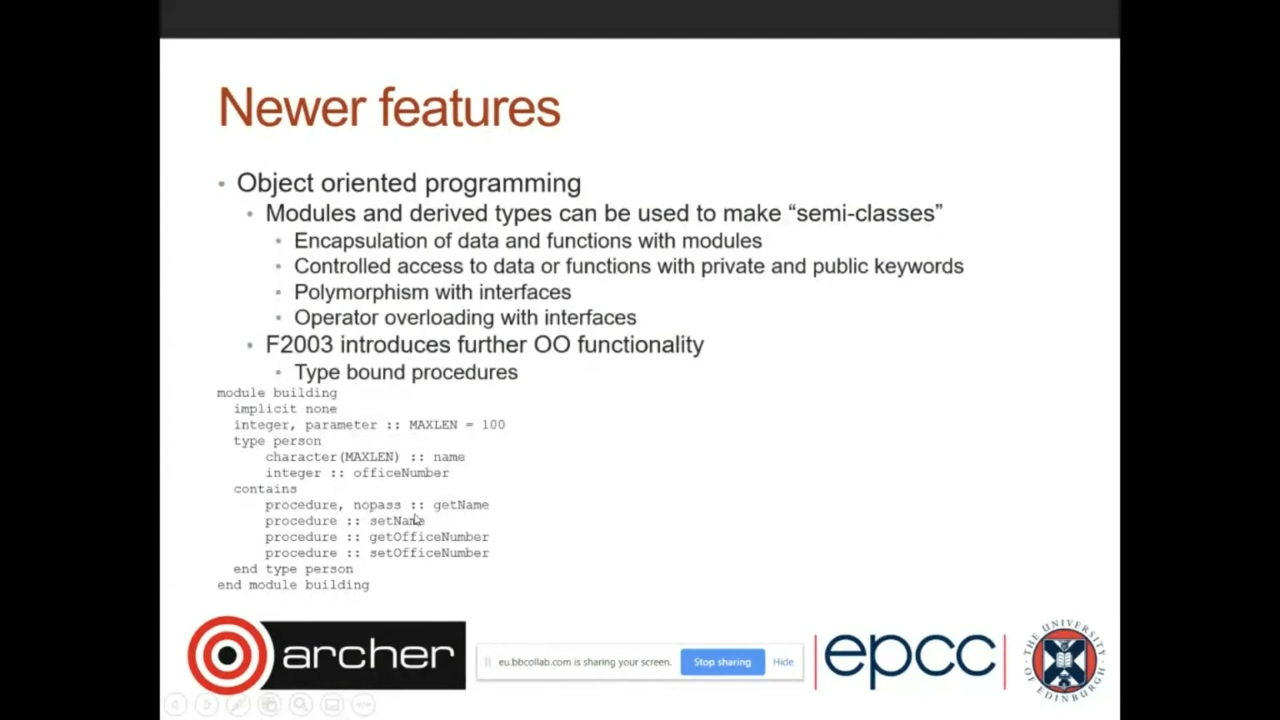 Newer features
• Object oriented programming
• Modules and derived types can be used to make “semi-classes”
• Encapsulation of data and functions with modules
• Controlled access to data or functions with private and public keywords
• Polymorphism with interfaces
• Operator overloading with interfaces
• F2003 introduces further OO functionality
• Type bound procedures
module building
implicit none
integer, parameter :: MAXLEN = 100
type person
character(MAXLEN) :: name
integer :: officeNumber
contains
procedure, nopass :: getName
procedure :: setName
procedure :: getOfficeNumber
procedure :: setOfficeNumber
end type person
end module building
archer
eu.bbcollab.com is sharing your screen. Stop sharing Hide
epcc
THE UNIVERSITY OF EDINBURGH